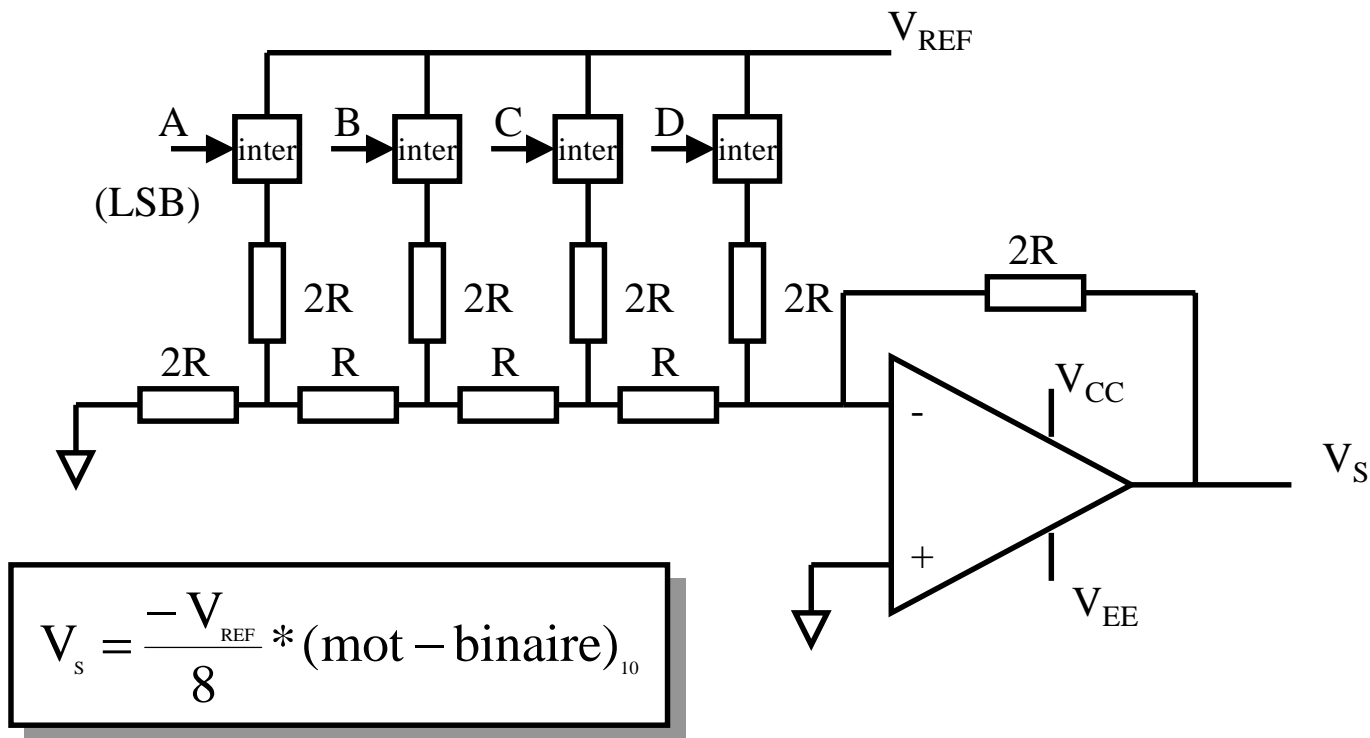 V_REF
A B C D
inter inter inter inter
(LSB)
2R
2R 2R 2R 2R
2R R R R
V_CC
-
V_S
+
V_EE
V_S = -V_REF / 8 * (mot - binaire)_10